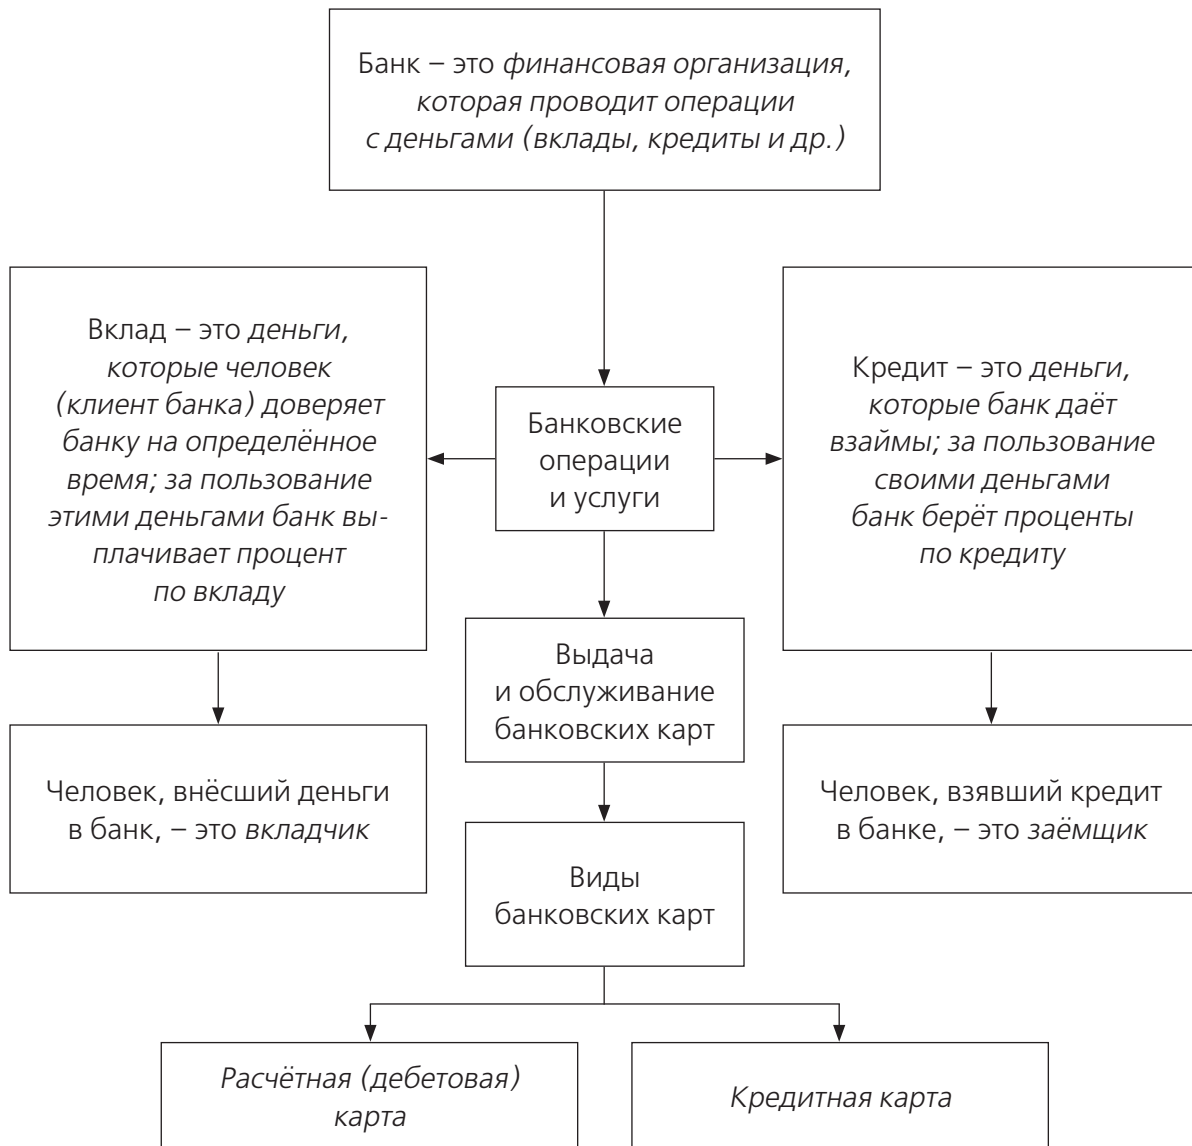 Банк – это финансовая организация,
которая проводит операции
с деньгами (вклады, кредиты и др.)
Вклад – это деньги,
которые человек
(клиент банка) доверяет
банку на определённое
время; за пользование
этими деньгами банк вы-
плачивает процент
по вкладу
Банковские
операции
и услуги
Кредит – это деньги,
которые банк даёт
взаймы; за пользование
своими деньгами
банк берёт проценты
по кредиту
Выдача
и обслуживание
банковских карт
Человек, внёсший деньги
в банк, – это вкладчик
Человек, взявший кредит
в банке, – это заёмщик
Виды
банковских карт
Расчётная (дебетовая)
карта
Кредитная карта